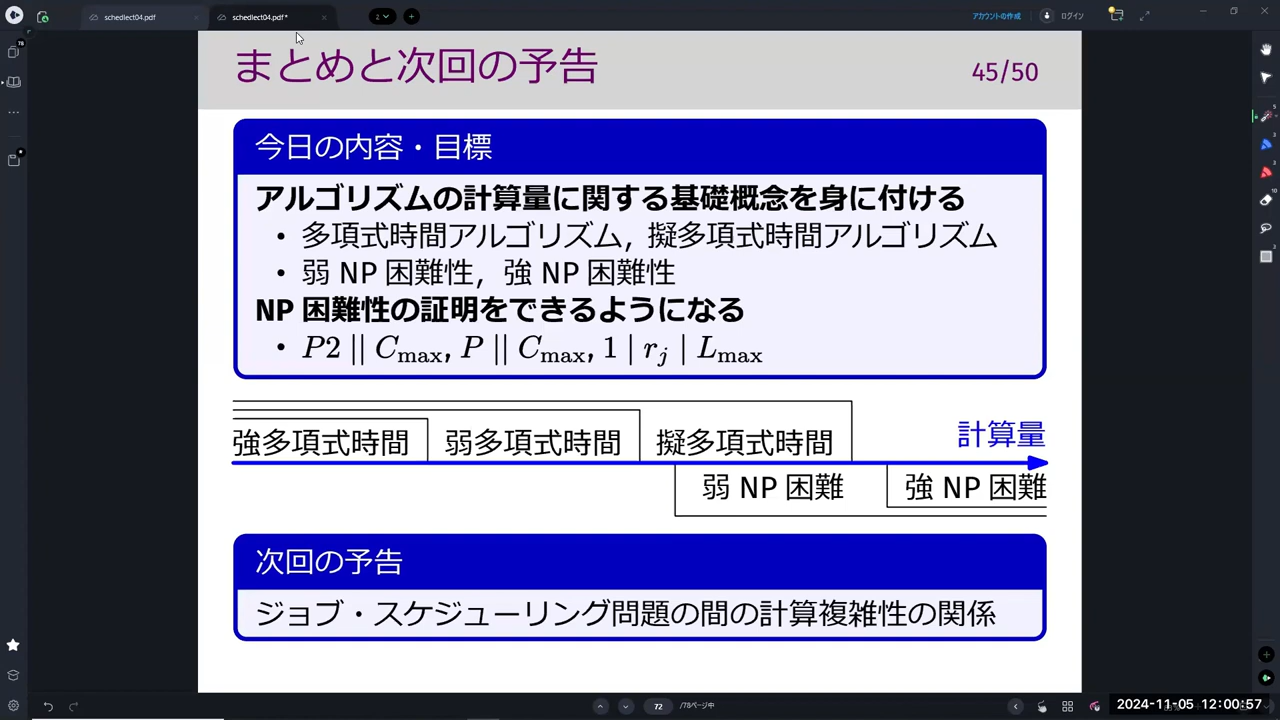 schedlect04.pdf
schedlect04.pdf*
2
アカウントの作成
ログイン
78
まとめと次回の予告
45/50
今日の内容・目標
アルゴリズムの計算量に関する基礎概念を身に付ける
• 多項式時間アルゴリズム，擬多項式時間アルゴリズム
• 弱 NP 困難性，強 NP 困難性
NP 困難性の証明をできるようになる
• P2 || Cmax, P || Cmax, 1 | rj | Lmax
強多項式時間
弱多項式時間
擬多項式時間
計算量
弱 NP 困難
強 NP 困難
次回の予告
ジョブ・スケジューリング問題の間の計算複雑性の関係
72
/78ページ中
2024-11-05 12:00:57